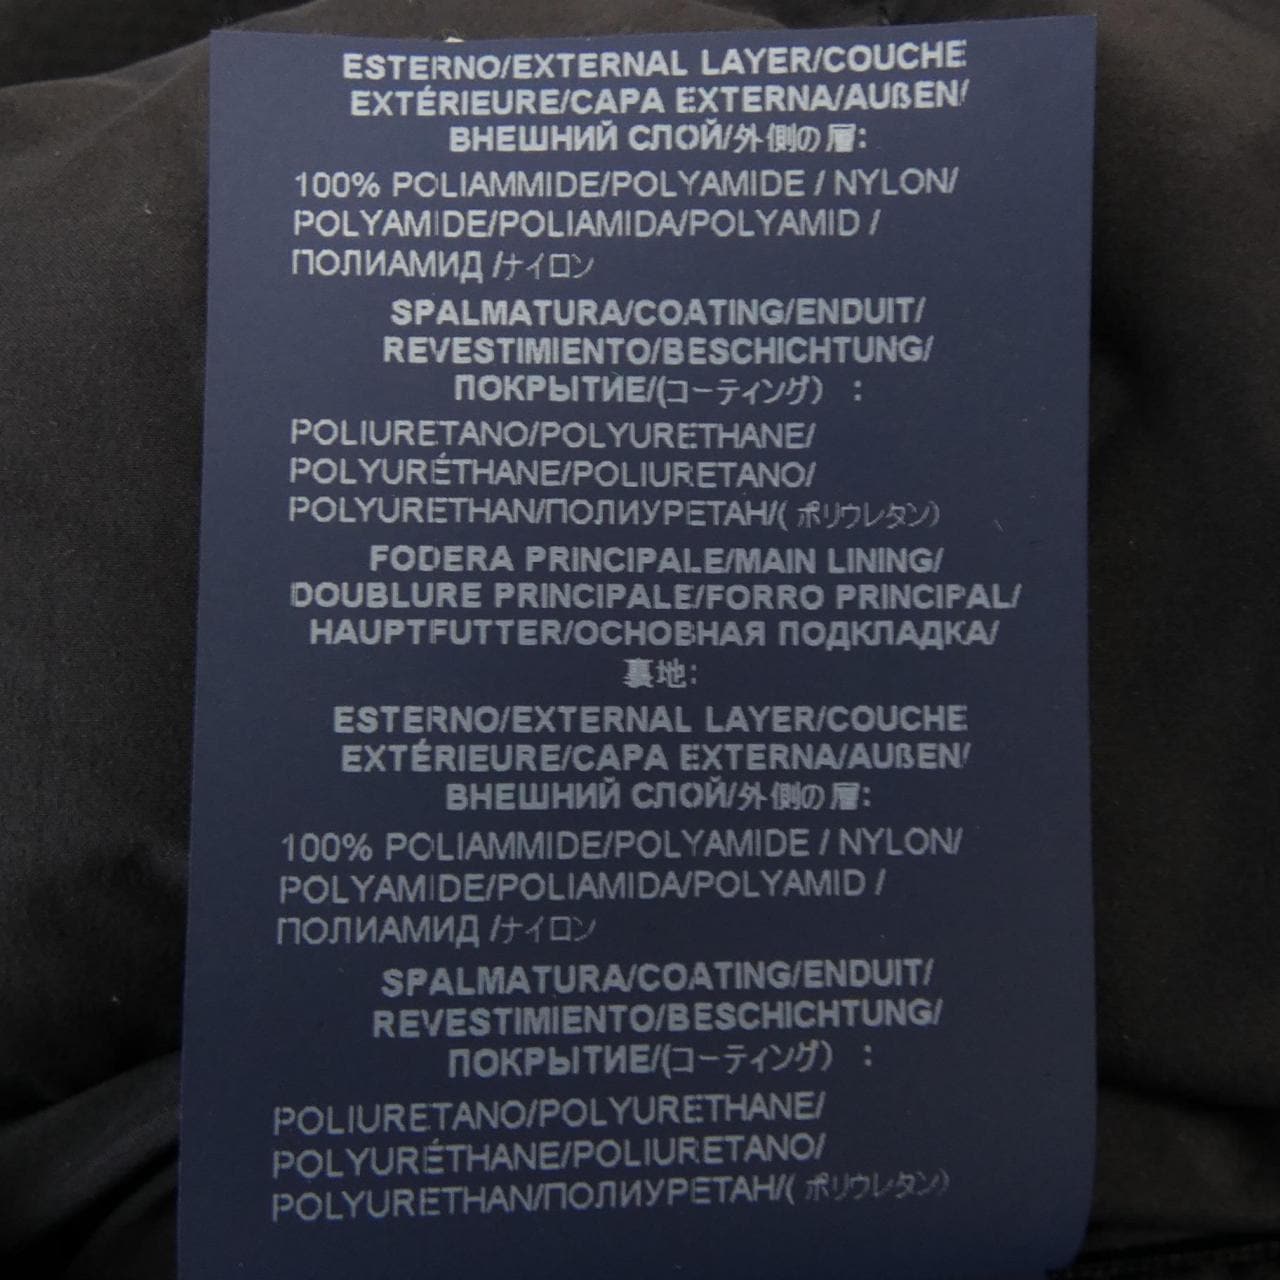 ESTERNO/EXTERNAL LAYER/COUCHE
EXTÉRIEURE/CAPA EXTERNA/AUßEN/
ВНЕШНИЙ СЛОЙ/外側の層:
100% POLIAMMIDE/POLYAMIDE / NYLON/
POLYAMIDE/POLIAMIDA/POLYAMID /
ПОЛИАМИД /ナイロン
SPALMATURA/COATING/ENDUIT/
REVESTIMIENTO/BESCHICHTUNG/
ПОКРЫТИЕ/(コーティング) :
POLIURETANO/POLYURETHANE/
POLYURÉTHANE/POLIURETANO/
POLYURETHAN/ПОЛИУРЕТАН/( ポリウレタン)
FODERA PRINCIPALE/MAIN LINING/
DOUBLURE PRINCIPALE/FORRO PRINCIPAL/
HAUPTFUTTER/ОСНОВНАЯ ПОДКЛАДКА/
裏地:
ESTERNO/EXTERNAL LAYER/COUCHE
EXTÉRIEURE/CAPA EXTERNA/AUßEN/
ВНЕШНИЙ СЛОЙ/外側の層:
100% POLIAMMIDE/POLYAMIDE / NYLON/
POLYAMIDE/POLIAMIDA/POLYAMID /
ПОЛИАМИД /ナイロン
SPALMATURA/COATING/ENDUIT/
REVESTIMIENTO/BESCHICHTUNG/
ПОКРЫТИЕ/(コーティング) :
POLIURETANO/POLYURETHANE/
POLYURÉTHANE/POLIURETANO/
POLYURETHAN/ПОЛИУРЕТАН/( ポリウレタン)